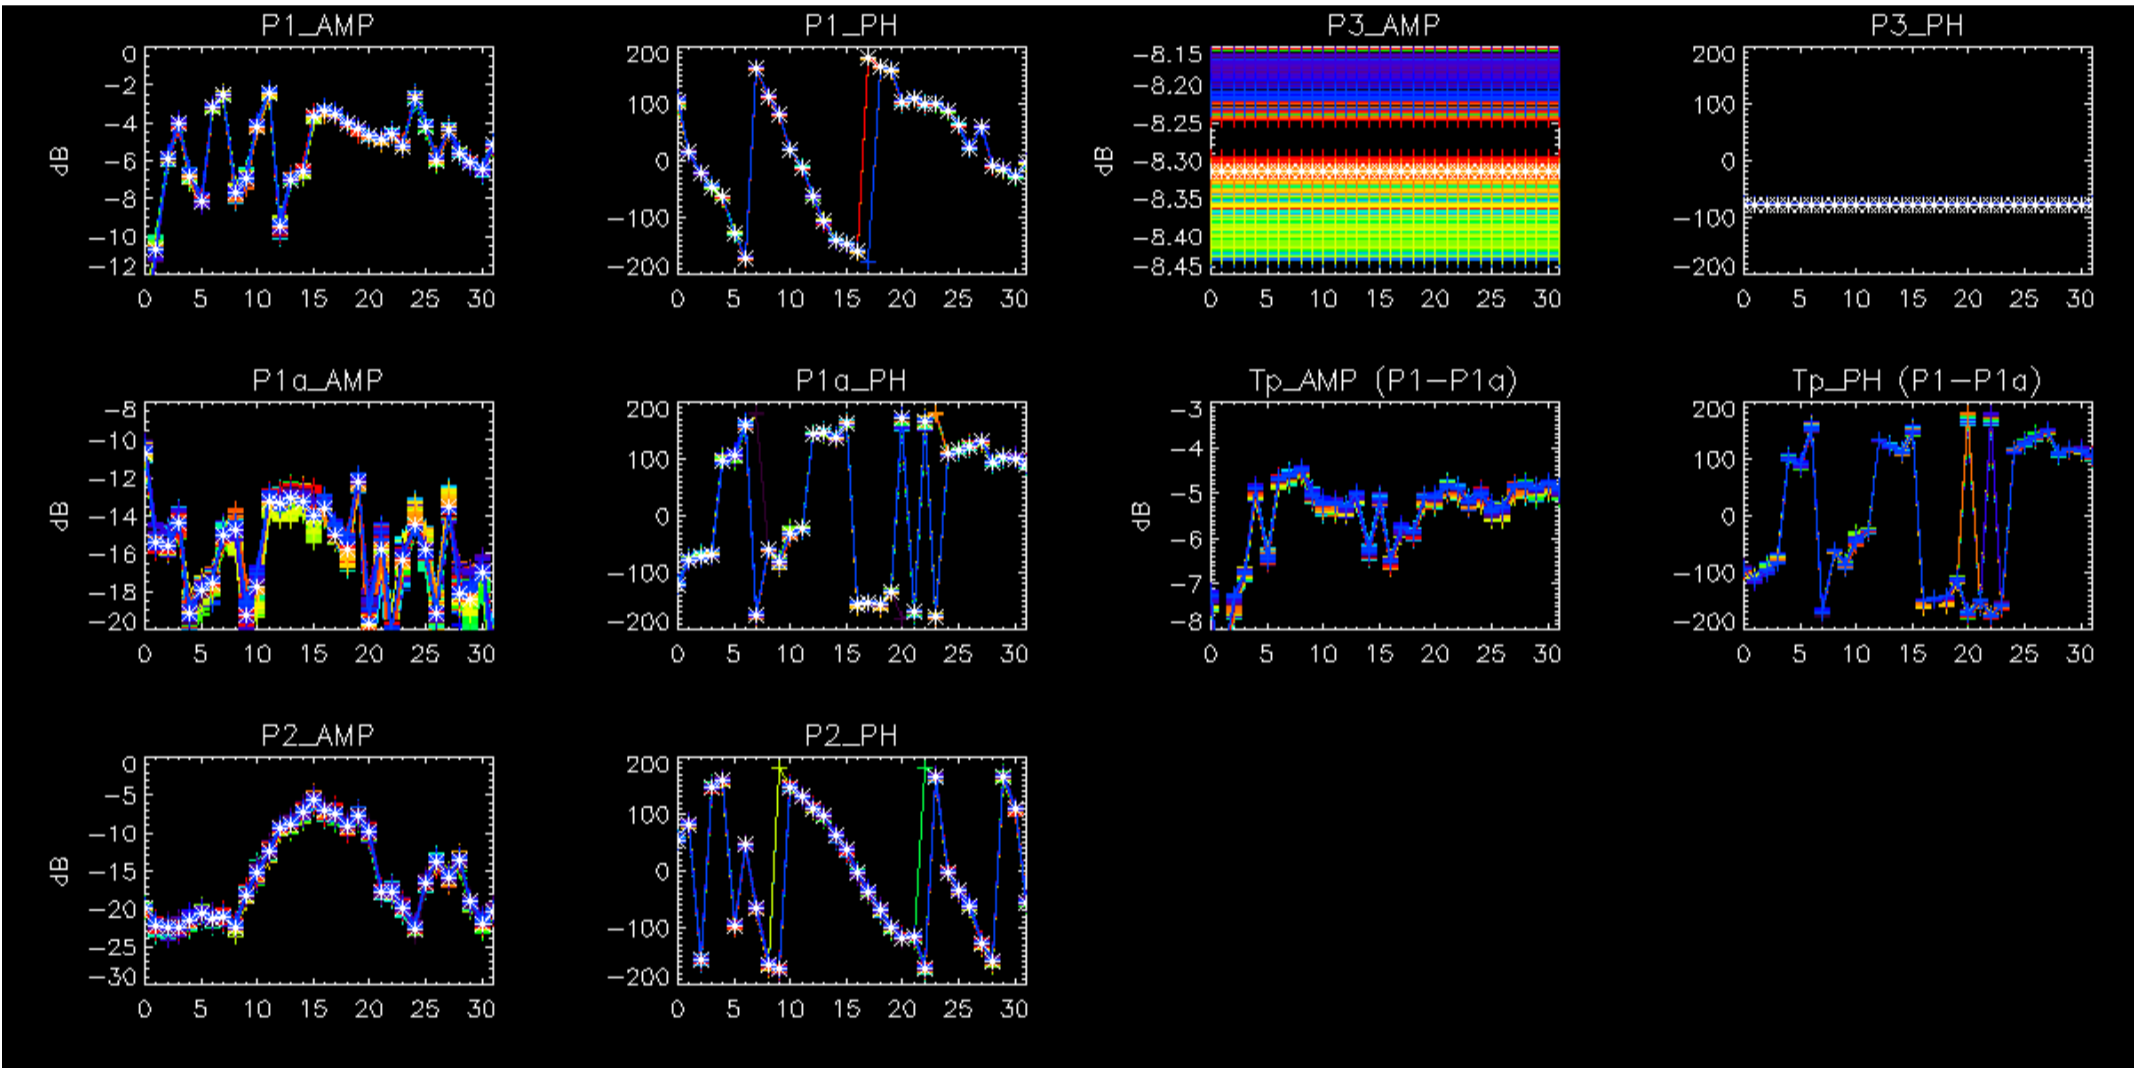 P1_AMP P1_PH P3_AMP P3_PH
0 200 -8.15 200
-2 -8.20
-4 100 100
dB -6 0 dB -8.25 0
-8 -8.30
-10 -100 -8.35 -100
-12 -200 -8.40 -200
-8.45
0 5 10 15 20 25 30 0 5 10 15 20 25 30 0 5 10 15 20 25 30 0 5 10 15 20 25 30
P1a_AMP P1a_PH Tp_AMP (P1-P1a) Tp_PH (P1-P1a)
-8 200 -3 200
-10 100 -4 100
-12
dB -14 0 dB -5 0
-16 -6
-18 -100 -7 -100
-20 -200 -8 -200
0 5 10 15 20 25 30 0 5 10 15 20 25 30 0 5 10 15 20 25 30 0 5 10 15 20 25 30
P2_AMP P2_PH
0 200
-5 100
-10
dB -15 0
-20
-25 -100
-30 -200
0 5 10 15 20 25 30 0 5 10 15 20 25 30